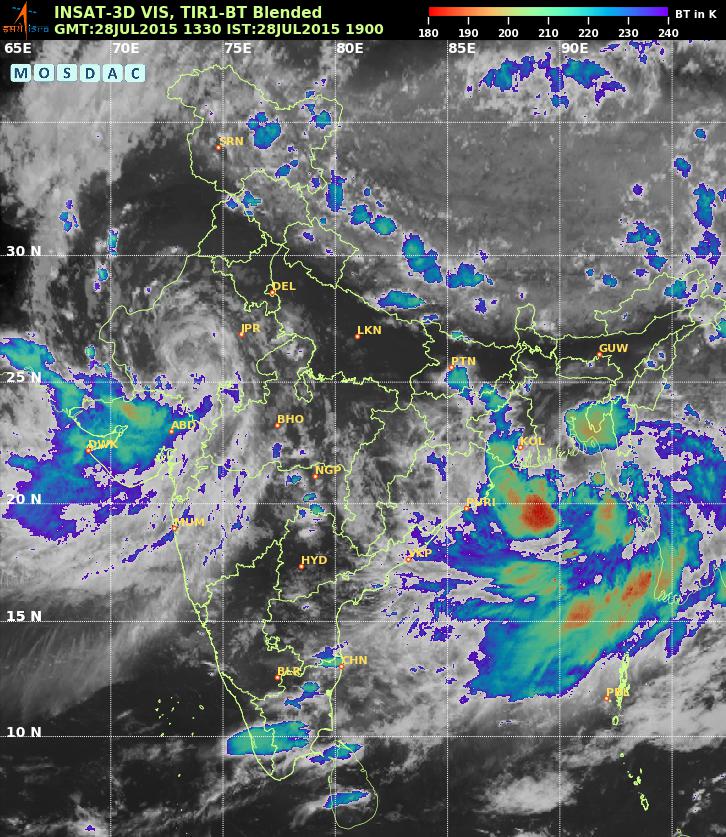 INSAT-3D VIS, TIR1-BT Blended
GMT:28JUL2015 1330 IST:28JUL2015 1900
BT in K
180 190 200 210 220 230 240
65E 70E 75E 80E 85E 90E
M O S D A C
SRN
30 N
DEL
JPR LKN
GUW
PTN
25 N
BHO
ABD
KOL
DWK
NGP
20 N
PURI
MUM
VKP
HYD
15 N
CHN
BLR
PBL
10 N